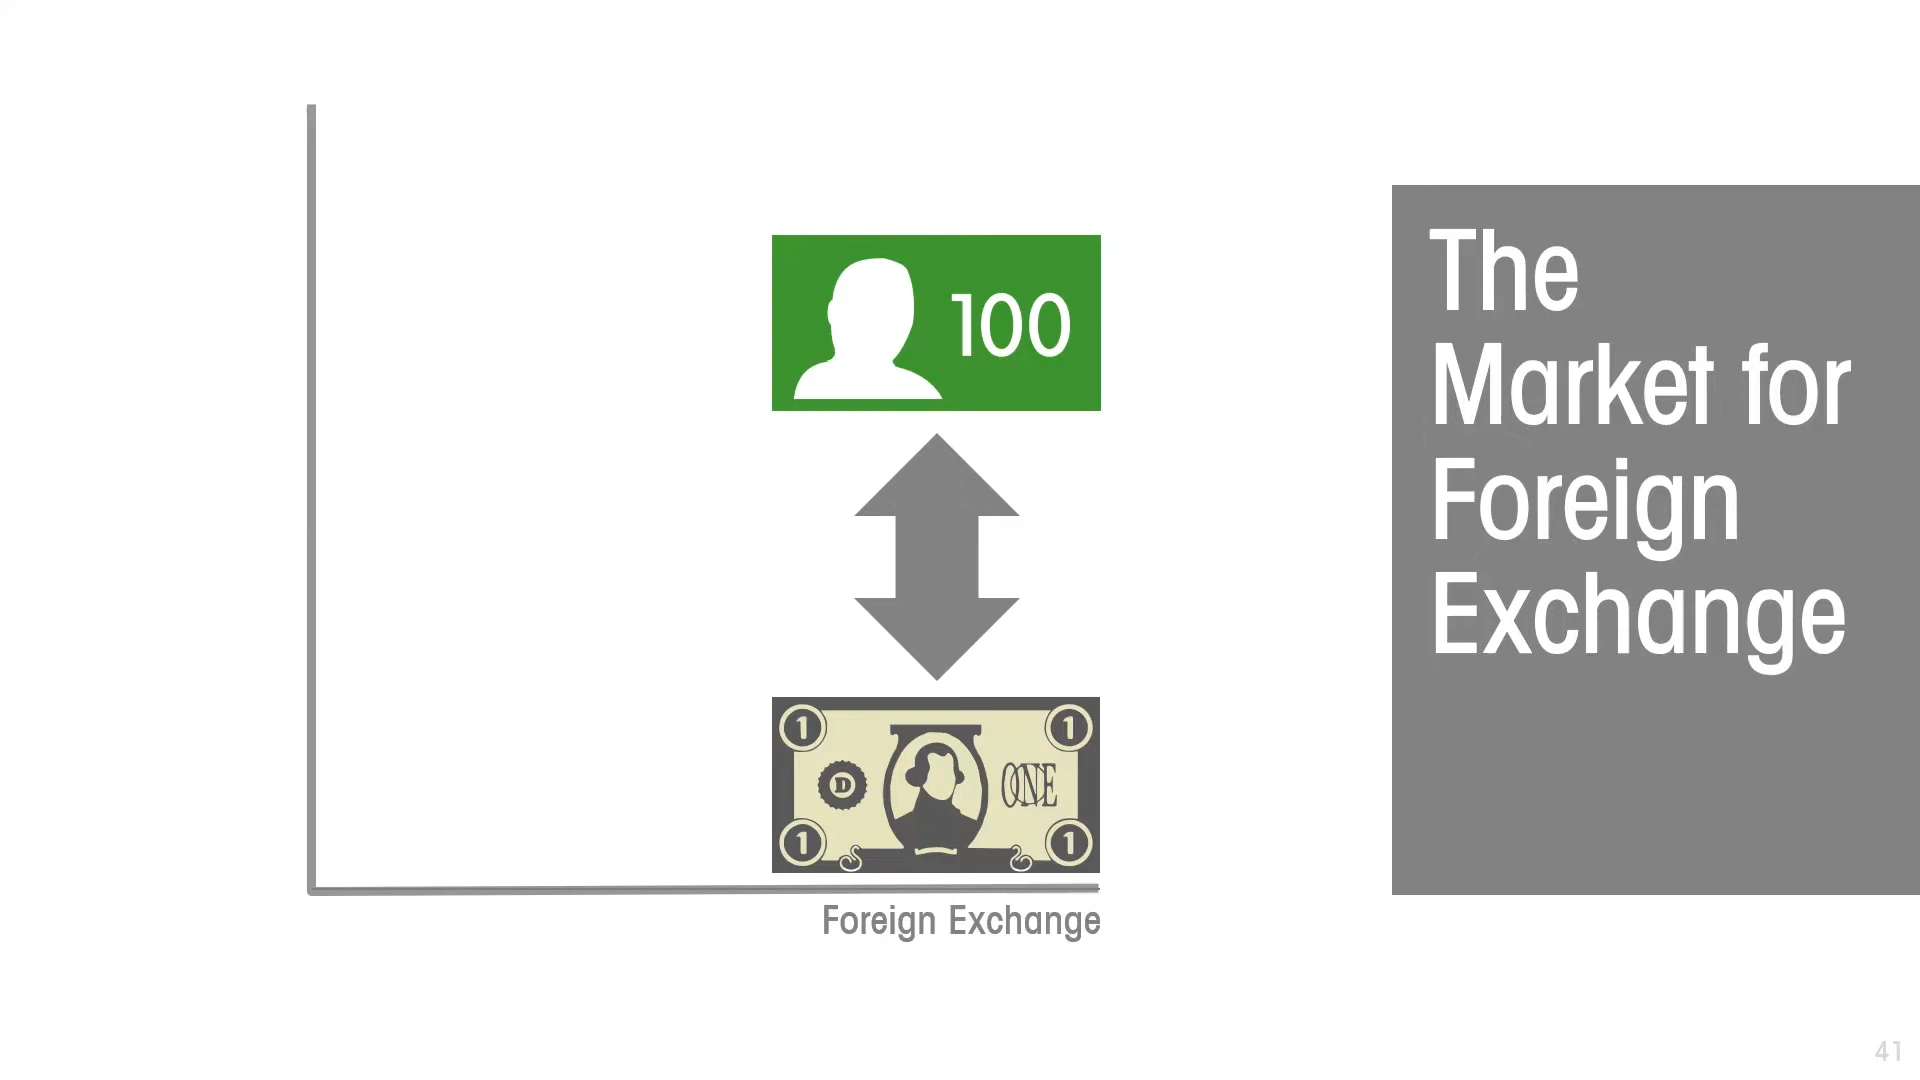 The
Market for
Foreign
Exchange
100
1 1
D ONE
1 1
Foreign Exchange
41